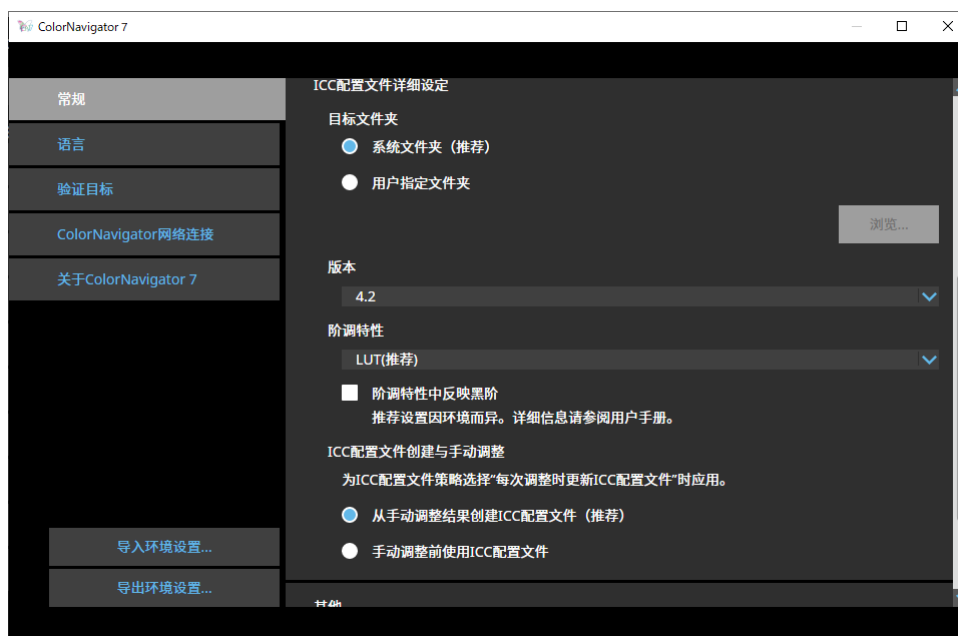 ColorNavigator 7
常规
语言
验证目标
ColorNavigator网络连接
关于ColorNavigator 7
导入环境设置...
导出环境设置...
ICC配置文件详细设定
目标文件夹
系统文件夹（推荐）
用户指定文件夹
浏览...
版本
4.2
阶调特性
LUT(推荐)
阶调特性中反映黑阶
推荐设置因环境而异。详细信息请参阅用户手册。
ICC配置文件创建与手动调整
为ICC配置文件策略选择“每次调整时更新ICC配置文件”时应用。
从手动调整结果创建ICC配置文件（推荐）
手动调整前使用ICC配置文件
其他